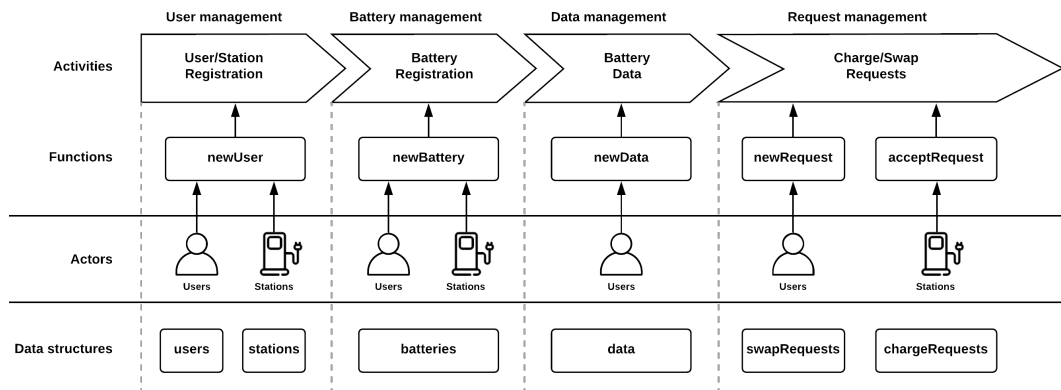 User management
Battery management
Data management
Request management
Activities
User/Station
Registration
Battery
Registration
Battery
Data
Charge/Swap
Requests
Functions
newUser
newBattery
newData
newRequest
acceptRequest
Actors
Users
Stations
Users
Stations
Users
Users
Stations
Data structures
users
stations
batteries
data
swapRequests
chargeRequests